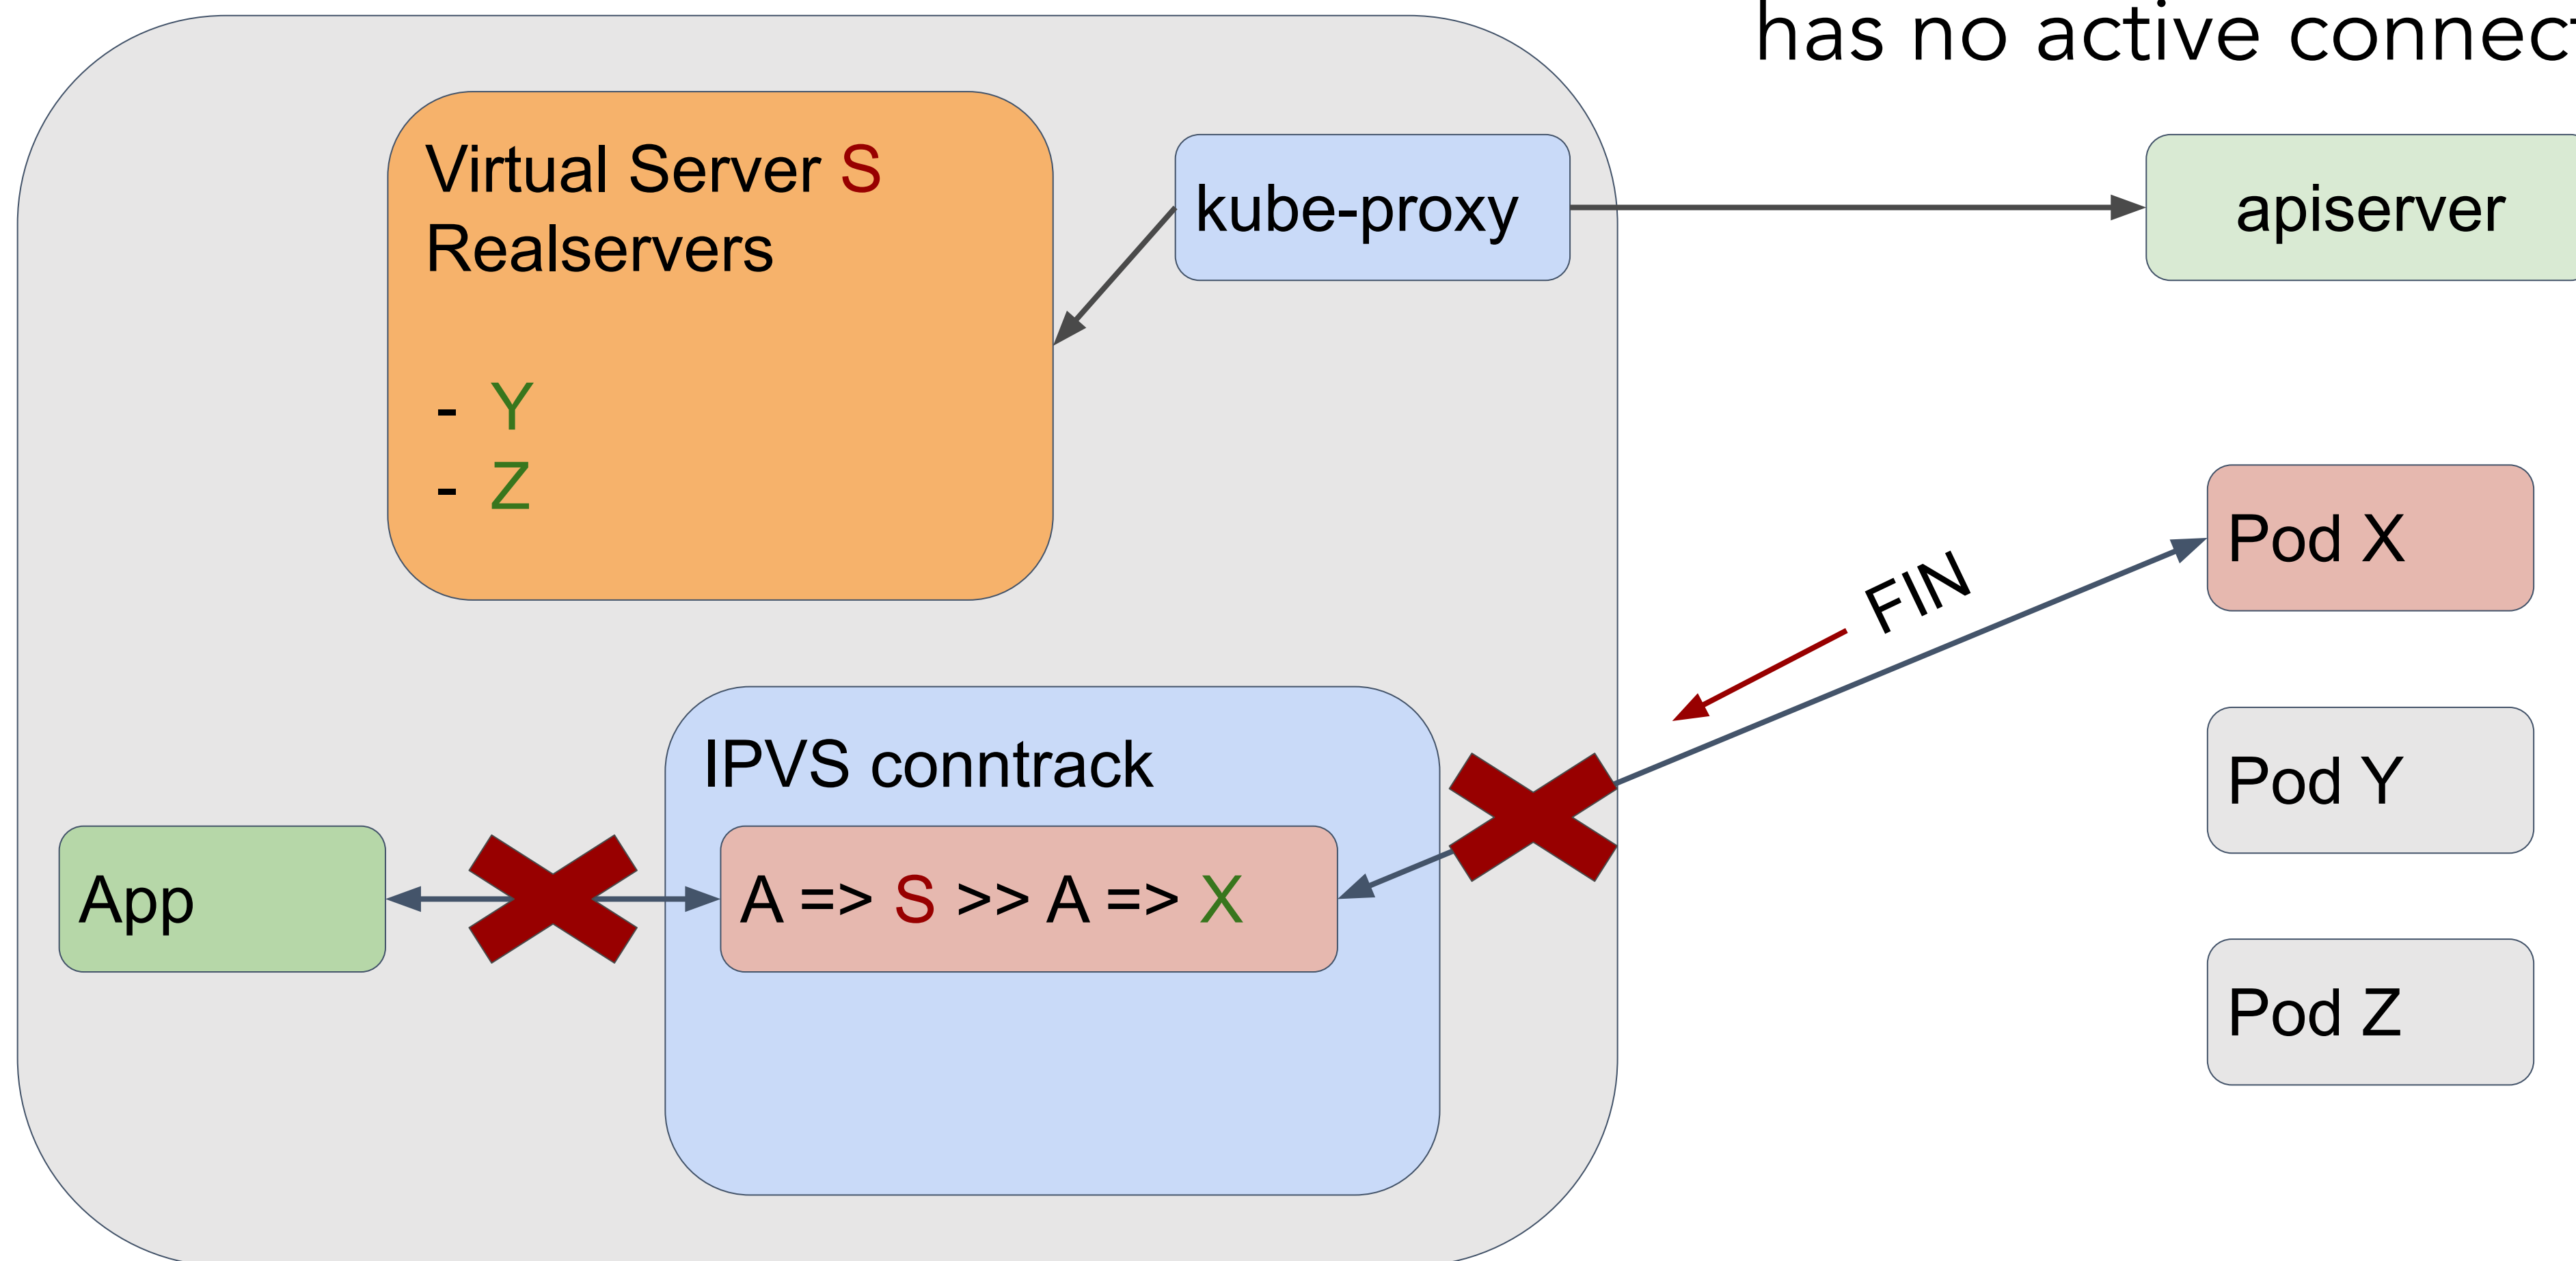 has no active connec
Virtual Server S
Realservers
- Y
- Z
kube-proxy
apiserver
Pod X
FIN
Pod Y
IPVS conntrack
App
A => S >> A => X
Pod Z